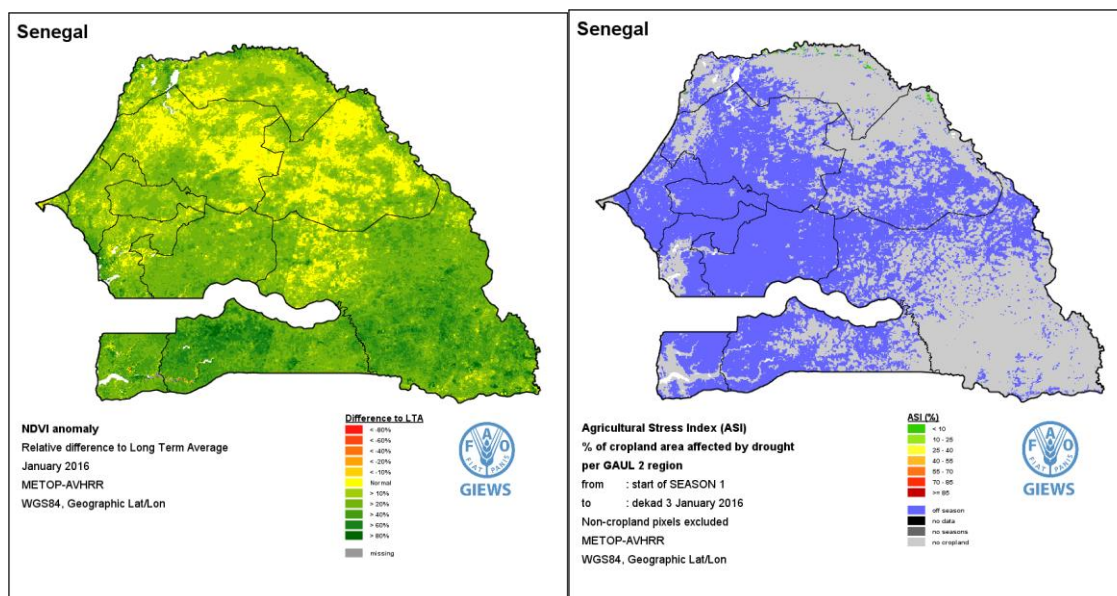 Senegal
NDVI anomaly
Relative difference to Long Term Average
January 2016
METOP-AVHRR
WGS84, Geographic Lat/Lon
Difference to LTA
< -80%
< -60%
< -40%
< -20%
< -10%
Normal
> 10%
> 20%
> 40%
> 60%
> 80%
missing
F A O
FIAT PANIS
GIEWS
Senegal
Agricultural Stress Index (ASI)
% of cropland area affected by drought
per GAUL 2 region
from : start of SEASON 1
to : dekad 3 January 2016
Non-cropland pixels excluded
METOP-AVHRR
WGS84, Geographic Lat/Lon
ASI (%)
< 10
10 - 25
25 - 40
40 - 55
55 - 70
70 - 85
>= 85
off season
no data
no seasons
no cropland
F A O
FIAT PANIS
GIEWS